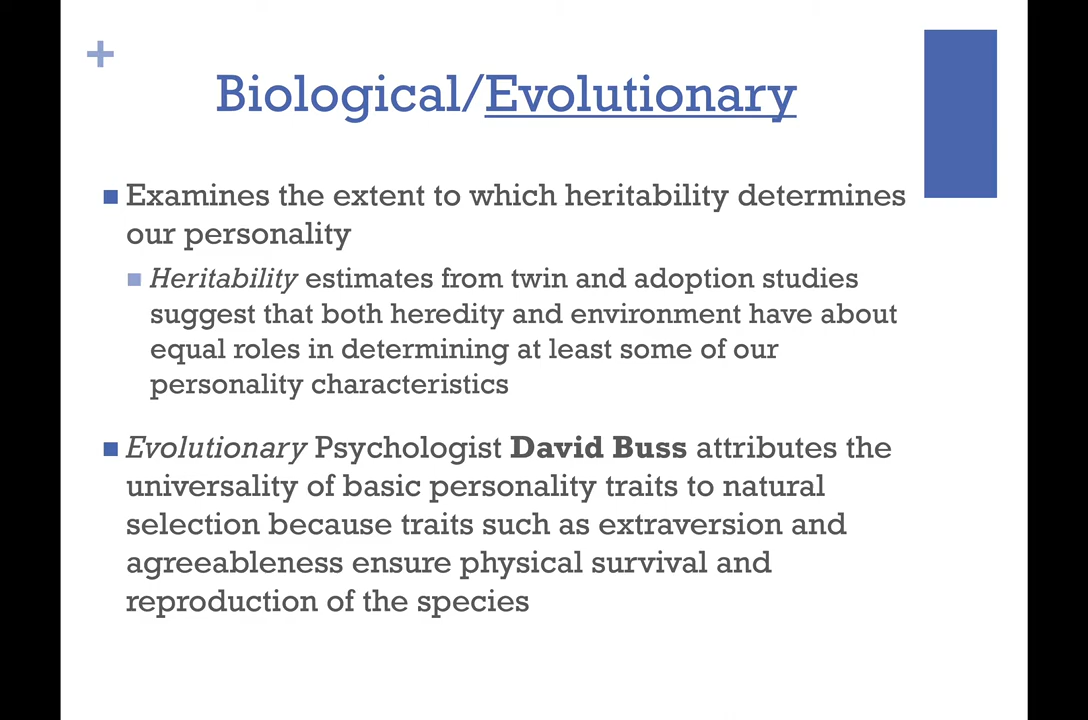 +
Biological/Evolutionary
Examines the extent to which heritability determines
our personality
Heritability estimates from twin and adoption studies
suggest that both heredity and environment have about
equal roles in determining at least some of our
personality characteristics
Evolutionary Psychologist David Buss attributes the
universality of basic personality traits to natural
selection because traits such as extraversion and
agreeableness ensure physical survival and
reproduction of the species